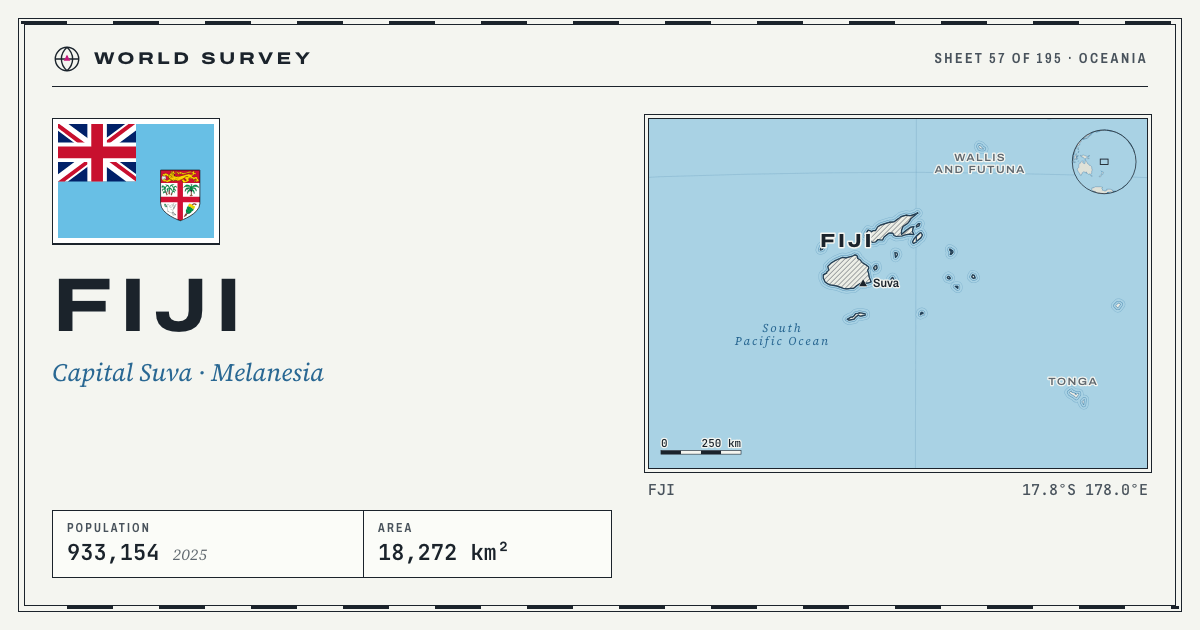 WORLD SURVEY
SHEET 57 OF 195 · OCEANIA
FIJI
Capital Suva · Melanesia
POPULATION
933,154 2025
AREA
18,272 km²
WALLIS
AND FUTUNA
FIJI
Suva
South
Pacific Ocean
TONGA
0 250 km
FJI
17.8°S 178.0°E